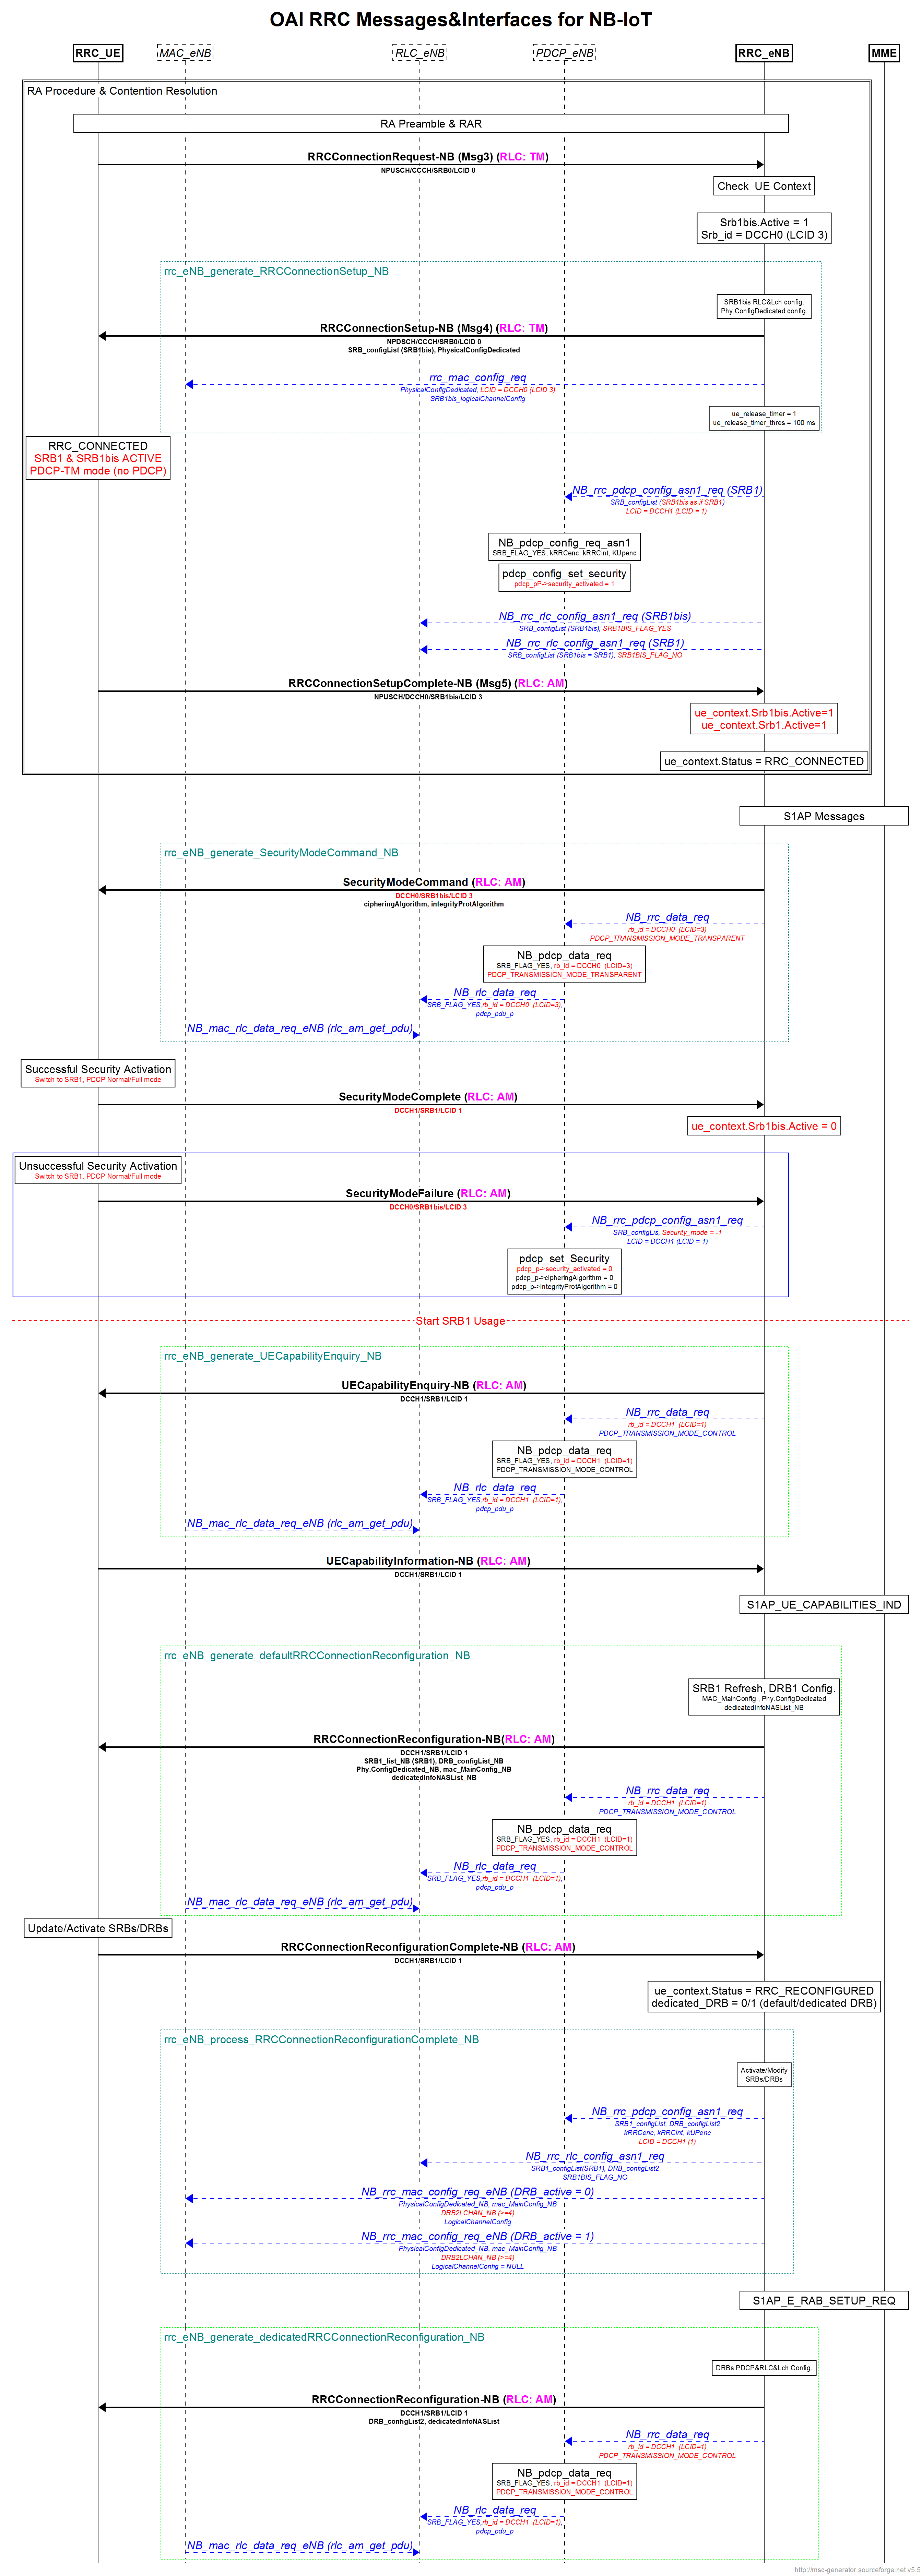 OAI RRC Messages&Interfaces for NB-IoT
RRC_UE
MAC_eNB
RLC_eNB
PDCP_eNB
RRC_eNB
MME
RA Procedure & Contention Resolution
RA Preamble & RAR
RRCConnectionRequest-NB (Msg3) (RLC: TM)
NPUSCH/CCCH/SRB0/LCID 0
Check  UE Context
Srb1bis.Active = 1
Srb_id = DCCH0 (LCID 3)
rrc_eNB_generate_RRCConnectionSetup_NB
SRB1bis RLC&Lch config.
Phy.ConfigDedicated config.
RRCConnectionSetup-NB (Msg4) (RLC: TM)
NPDSCH/CCCH/SRB0/LCID 0
SRB_configList (SRB1bis), PhysicalConfigDedicated
rrc_mac_config_req
PhysicalConfigDedicated, LCID = DCCH0 (LCID 3)
SRB1bis_logicalChannelConfig
ue_release_timer = 1
ue_release_timer_thres = 100 ms
RRC_CONNECTED
SRB1 & SRB1bis ACTIVE
PDCP-TM mode (no PDCP)
NB_rrc_pdcp_config_asn1_req (SRB1)
SRB_configList (SRB1bis as if SRB1)
LCID = DCCH1 (LCID = 1)
NB_pdcp_config_req_asn1
SRB_FLAG_YES, kRRCenc, kRRCint, KUpenc
pdcp_config_set_security
pdcp_pP->security_activated = 1
NB_rrc_rlc_config_asn1_req (SRB1bis)
SRB_configList (SRB1bis), SRB1BIS_FLAG_YES
NB_rrc_rlc_config_asn1_req (SRB1)
SRB_configList (SRB1bis = SRB1), SRB1BIS_FLAG_NO
RRCConnectionSetupComplete-NB (Msg5) (RLC: AM)
NPUSCH/DCCH0/SRB1bis/LCID 3
ue_context.Srb1bis.Active=1
ue_context.Srb1.Active=1
ue_context.Status = RRC_CONNECTED
S1AP Messages
rrc_eNB_generate_SecurityModeCommand_NB
SecurityModeCommand (RLC: AM)
DCCH0/SRB1bis/LCID 3
cipheringAlgorithm, integrityProtAlgorithm
NB_rrc_data_req
rb_id = DCCH0  (LCID=3)
PDCP_TRANSMISSION_MODE_TRANSPARENT
NB_pdcp_data_req
SRB_FLAG_YES, rb_id = DCCH0  (LCID=3)
PDCP_TRANSMISSION_MODE_TRANSPARENT
NB_rlc_data_req
SRB_FLAG_YES,rb_id = DCCH0  (LCID=3),
pdcp_pdu_p
NB_mac_rlc_data_req_eNB (rlc_am_get_pdu)
Successful Security Activation
Switch to SRB1, PDCP Normal/Full mode
SecurityModeComplete (RLC: AM)
DCCH1/SRB1/LCID 1
ue_context.Srb1bis.Active = 0
Unsuccessful Security Activation
Switch to SRB1, PDCP Normal/Full mode
SecurityModeFailure (RLC: AM)
DCCH0/SRB1bis/LCID 3
NB_rrc_pdcp_config_asn1_req
SRB_configLis, Security_mode = -1
LCID = DCCH1 (LCID = 1)
pdcp_set_Security
pdcp_p->security_activated = 0
pdcp_p->cipheringAlgorithm = 0
pdcp_p->integrityProtAlgorithm = 0
Start SRB1 Usage
rrc_eNB_generate_UECapabilityEnquiry_NB
UECapabilityEnquiry-NB (RLC: AM)
DCCH1/SRB1/LCID 1
NB_rrc_data_req
rb_id = DCCH1  (LCID=1)
PDCP_TRANSMISSION_MODE_CONTROL
NB_pdcp_data_req
SRB_FLAG_YES, rb_id = DCCH1  (LCID=1)
PDCP_TRANSMISSION_MODE_CONTROL
NB_rlc_data_req
SRB_FLAG_YES,rb_id = DCCH1  (LCID=1),
pdcp_pdu_p
NB_mac_rlc_data_req_eNB (rlc_am_get_pdu)
UECapabilityInformation-NB (RLC: AM)
DCCH1/SRB1/LCID 1
S1AP_UE_CAPABILITIES_IND
rrc_eNB_generate_defaultRRCConnectionReconfiguration_NB
SRB1 Refresh, DRB1 Config.
MAC_MainConfig., Phy.ConfigDedicated
dedicatedInfoNASList_NB
RRCConnectionReconfiguration-NB(RLC: AM)
DCCH1/SRB1/LCID 1
SRB1_list_NB (SRB1), DRB_configList_NB
Phy.ConfigDedicated_NB, mac_MainConfig_NB
dedicatedInfoNASList_NB
NB_rrc_data_req
rb_id = DCCH1  (LCID=1)
PDCP_TRANSMISSION_MODE_CONTROL
NB_pdcp_data_req
SRB_FLAG_YES, rb_id = DCCH1  (LCID=1)
PDCP_TRANSMISSION_MODE_CONTROL
NB_rlc_data_req
SRB_FLAG_YES,rb_id = DCCH1  (LCID=1),
pdcp_pdu_p
NB_mac_rlc_data_req_eNB (rlc_am_get_pdu)
Update/Activate SRBs/DRBs
RRCConnectionReconfigurationComplete-NB (RLC: AM)
DCCH1/SRB1/LCID 1
ue_context.Status = RRC_RECONFIGURED
dedicated_DRB = 0/1 (default/dedicated DRB)
rrc_eNB_process_RRCConnectionReconfigurationComplete_NB
Activate/Modify
SRBs/DRBs
NB_rrc_pdcp_config_asn1_req
SRB1_configList, DRB_configList2
kRRCenc, kRRCint, kUPenc
LCID = DCCH1 (1)
NB_rrc_rlc_config_asn1_req
SRB1_configList(SRB1), DRB_configList2
SRB1BIS_FLAG_NO
NB_rrc_mac_config_req_eNB (DRB_active = 0)
PhysicalConfigDedicated_NB, mac_MainConfig_NB
DRB2LCHAN_NB (>=4)
LogicalChannelConfig
NB_rrc_mac_config_req_eNB (DRB_active = 1)
PhysicalConfigDedicated_NB, mac_MainConfig_NB
DRB2LCHAN_NB (>=4)
LogicalChannelConfig = NULL
S1AP_E_RAB_SETUP_REQ
rrc_eNB_generate_dedicatedRRCConnectionReconfiguration_NB
DRBs PDCP&RLC&Lch Config.
RRCConnectionReconfiguration-NB (RLC: AM)
DCCH1/SRB1/LCID 1
DRB_configList2, dedicatedInfoNASList
NB_rrc_data_req
rb_id = DCCH1  (LCID=1)
PDCP_TRANSMISSION_MODE_CONTROL
NB_pdcp_data_req
SRB_FLAG_YES, rb_id = DCCH1  (LCID=1)
PDCP_TRANSMISSION_MODE_CONTROL
NB_rlc_data_req
SRB_FLAG_YES,rb_id = DCCH1  (LCID=1),
pdcp_pdu_p
NB_mac_rlc_data_req_eNB (rlc_am_get_pdu)
http://msc-generator.sourceforge.net v5.5